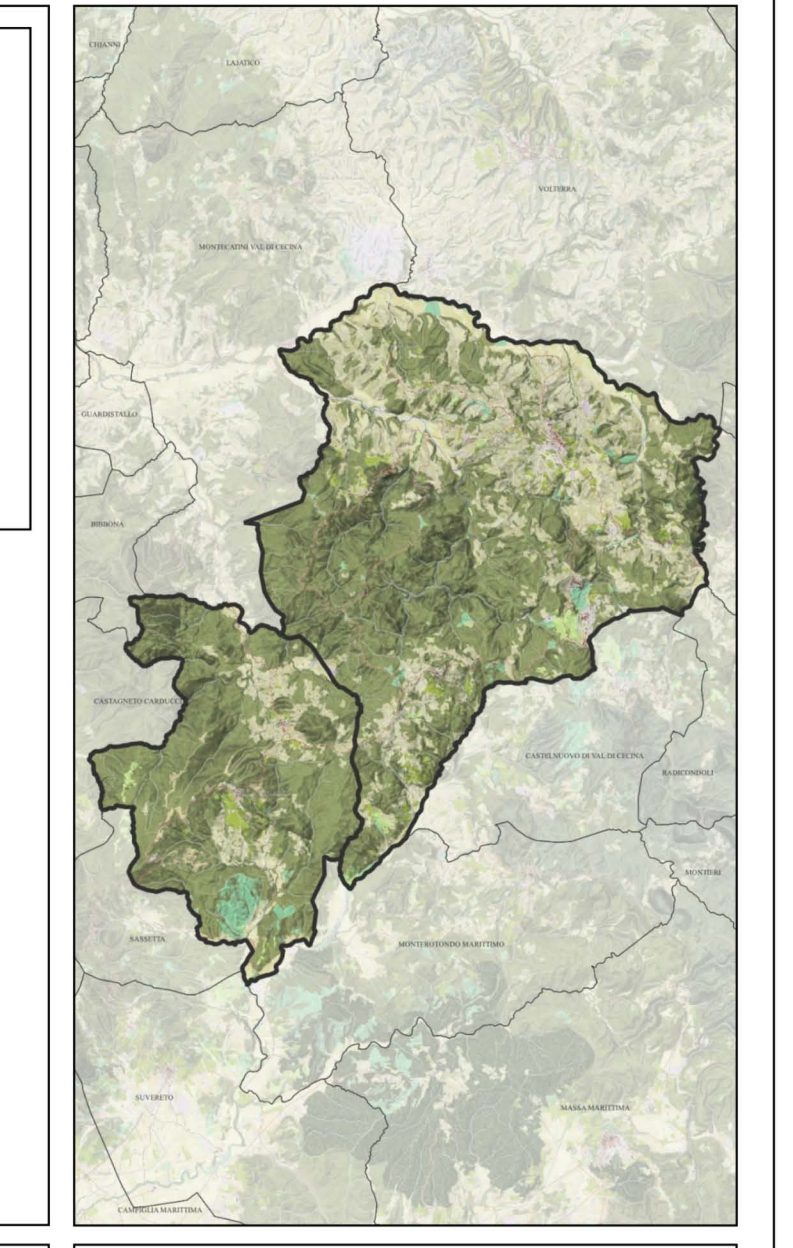 CHIANNI
LAJATICO
VOLTERRA
MONTECATINI VAL DI CECINA
GUARDISTALLO
BIBBONA
CASTAGNETO CARDUCCI
CASTELNUOVO DI VAL DI CECINA
RADICONDOLI
MONTIERI
SASSETTA
MONTEROTONDO MARITTIMO
SUVERETO
MASSA MARITTIMA
CAMPIGLIA MARITTIMA